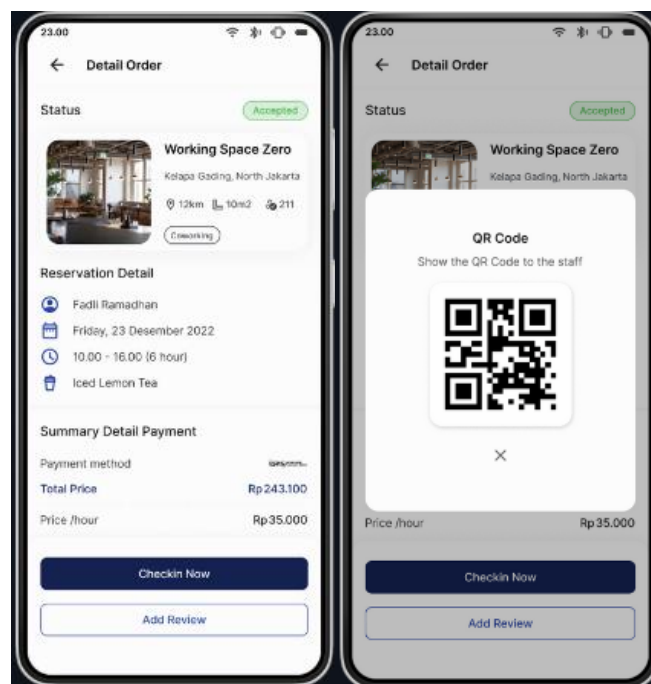 23.00
Detail Order
Status
Accepted
Working Space Zero
Kelapa Gading, North Jakarta
12km 10m2 211
Coworking
Reservation Detail
Fadli Ramadhan
Friday, 23 Desember 2022
10.00 - 16.00 (6 hour)
Iced Lemon Tea
Summary Detail Payment
Payment method
Total Price Rp243.100
Price /hour Rp35.000
Checkin Now
Add Review
23.00
Detail Order
Status
Accepted
Working Space Zero
Kelapa Gading, North Jakarta
QR Code
Show the QR Code to the staff
Price /hour Rp35.000
Checkin Now
Add Review